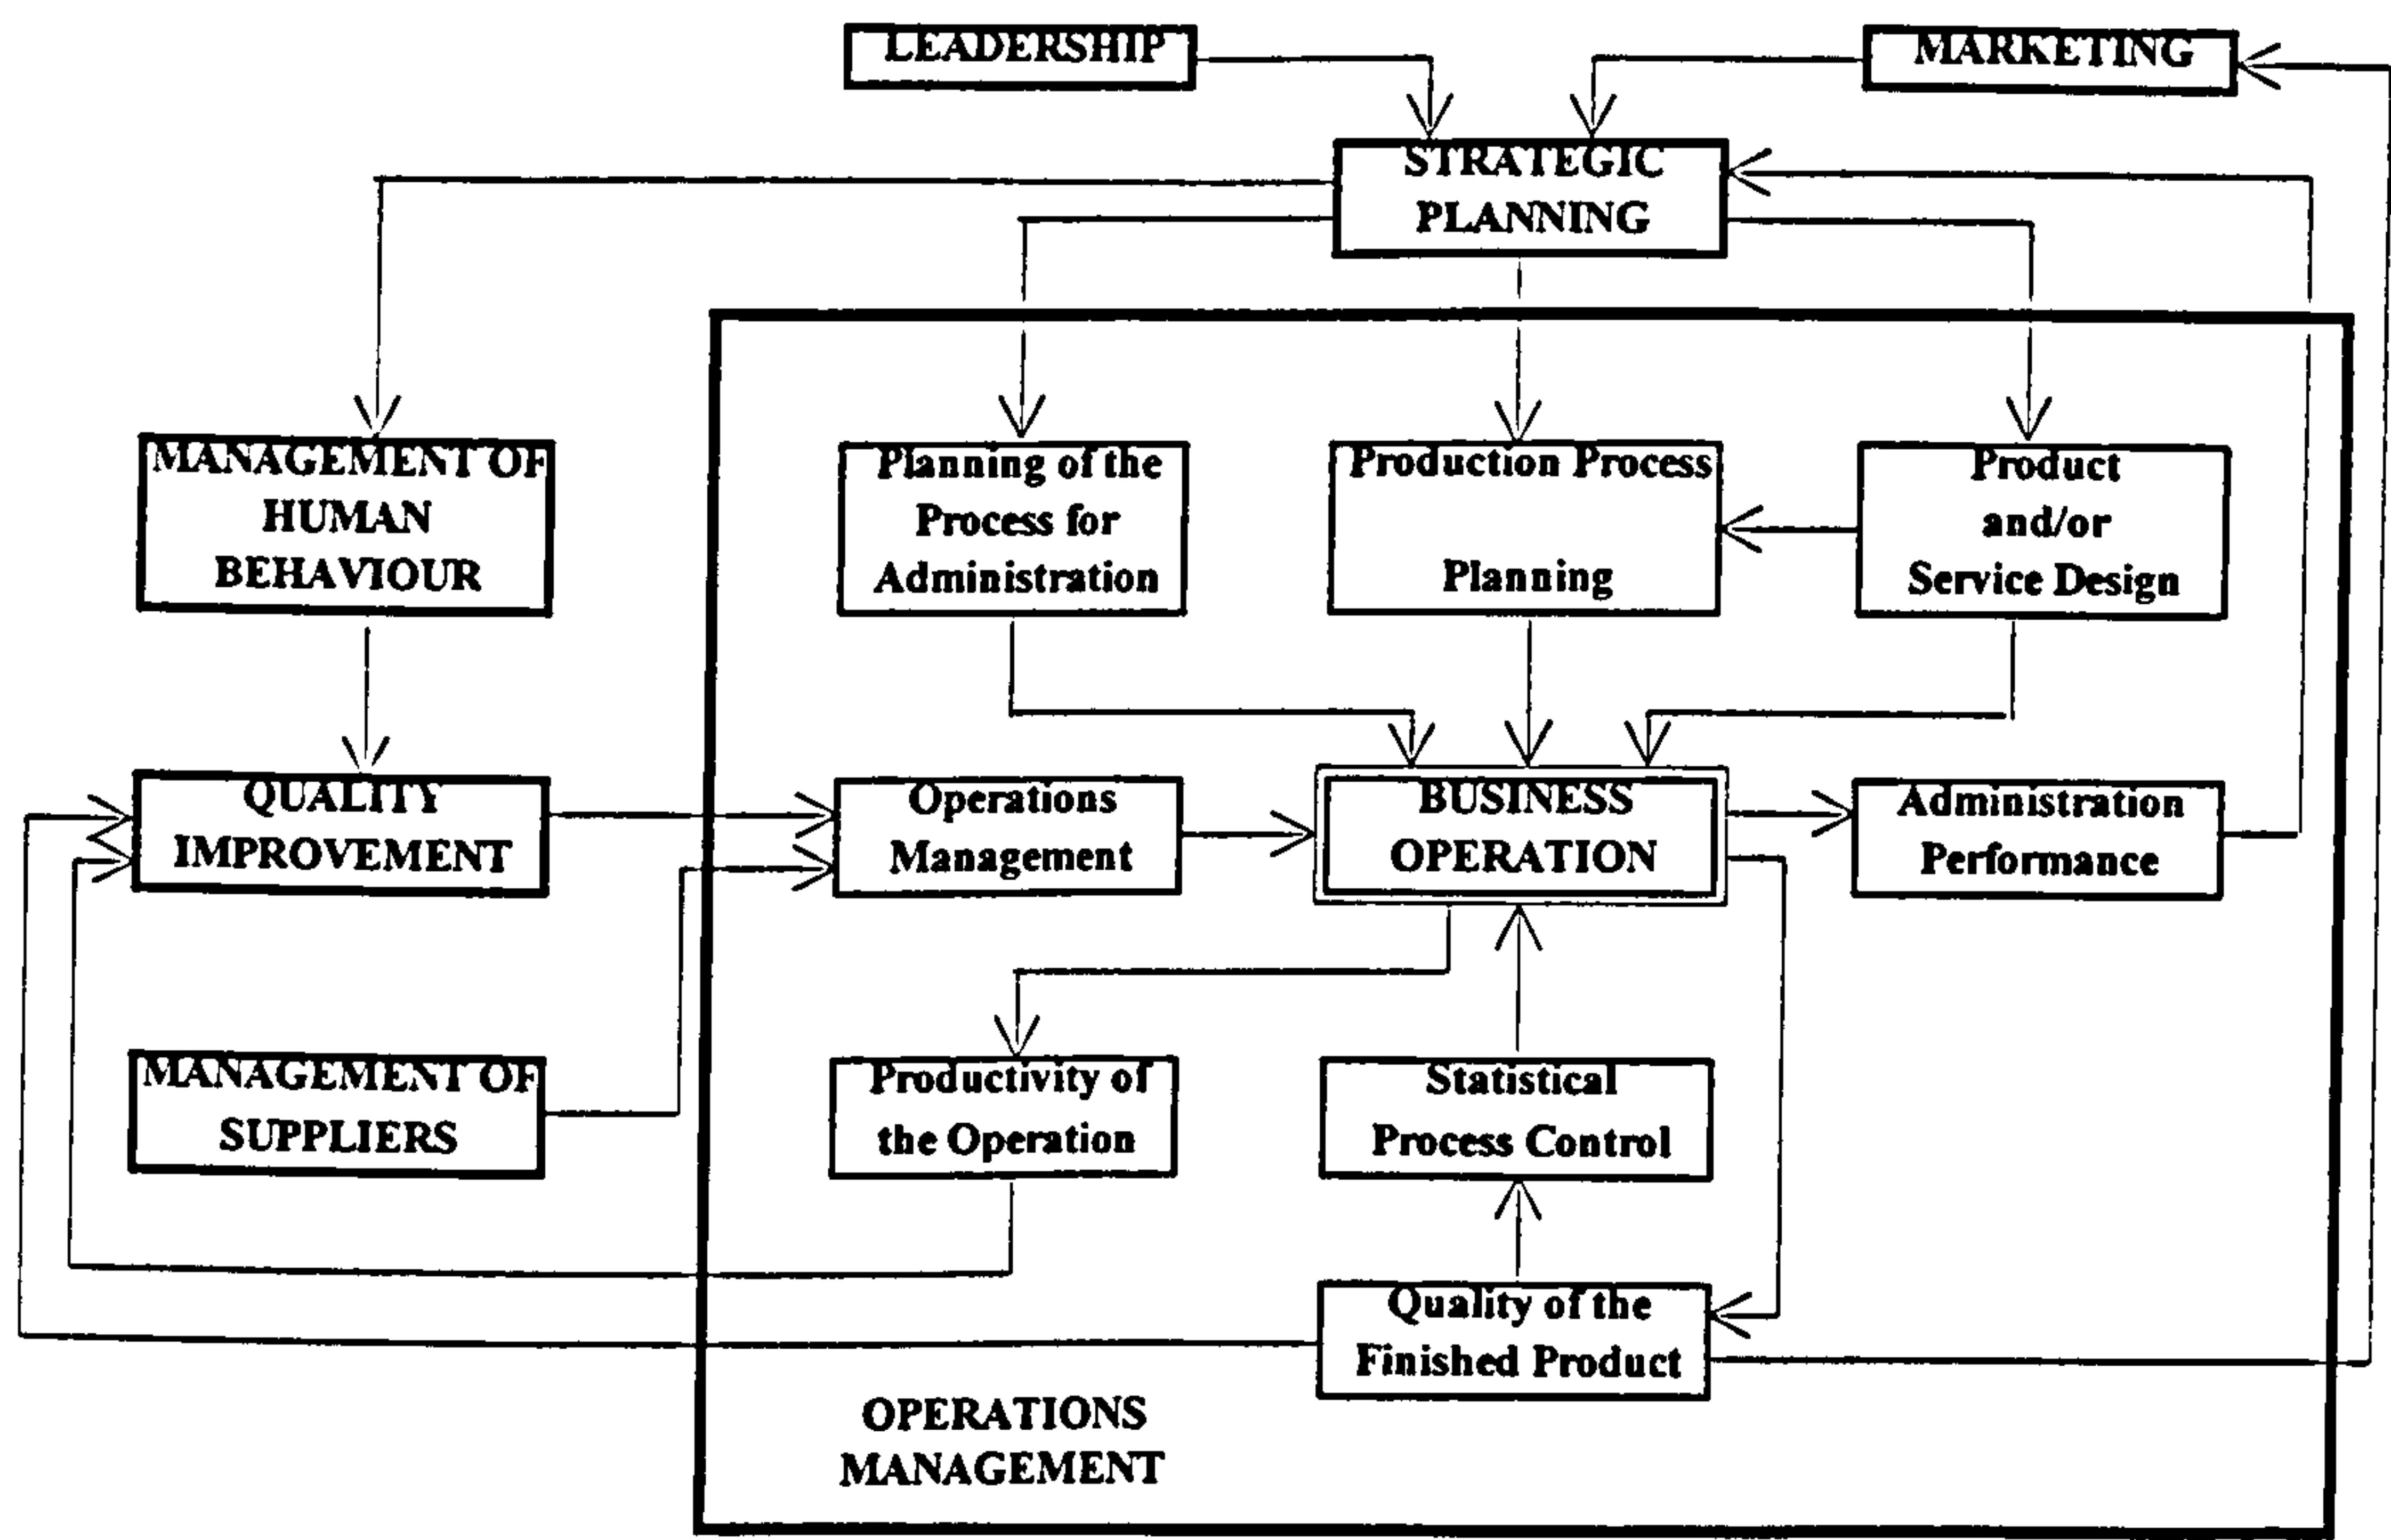 LEADERSHIP
MARKETING
STRATEGIC
PLANNING
MANAGEMENT OF
HUMAN
BEHAVIOUR
Planning of the
Process for
Administration
Production Process
Planning
Product
and/or
Service Design
QUALITY
IMPROVEMENT
Operations
Management
BUSINESS
OPERATION
Administration
Performance
MANAGEMENT OF
SUPPLIERS
Productivity of
the Operation
Statistical
Process Control
Quality of the
Finished Product
OPERATIONS
MANAGEMENT